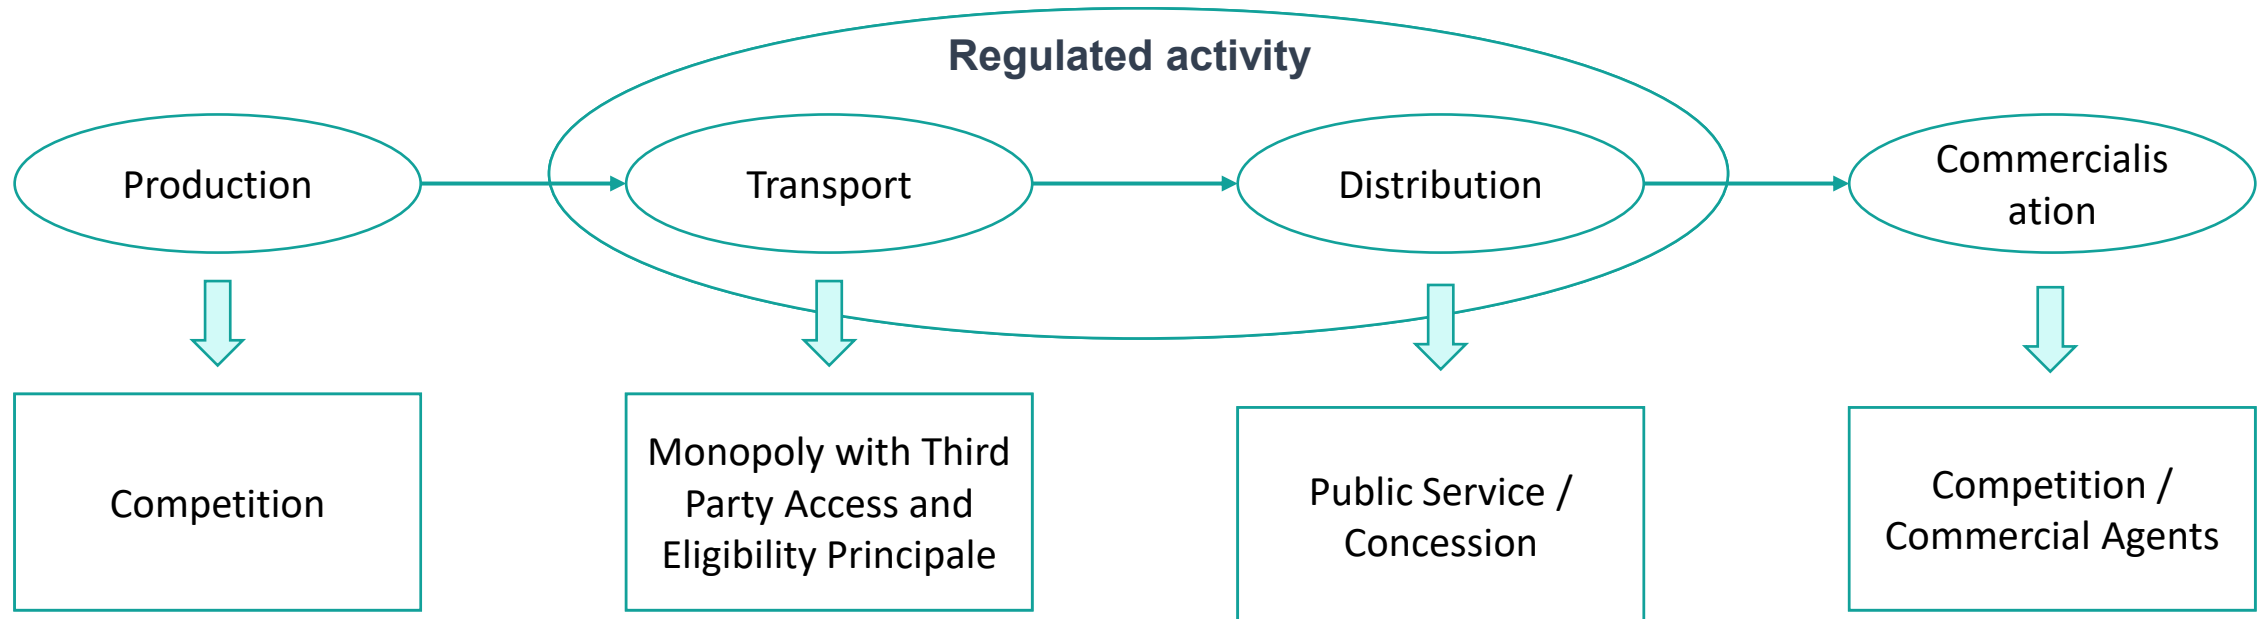 Regulated activity
Production
Transport
Distribution
Commercialis
ation
Competition
Monopoly with Third
Party Access and
Eligibility Principale
Public Service /
Concession
Competition /
Commercial Agents